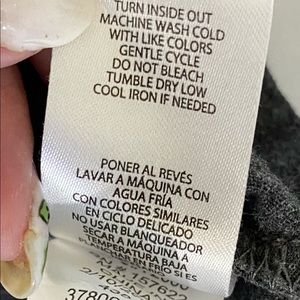 TURN INSIDE OUT
MACHINE WASH COLD
WITH LIKE COLORS
GENTLE CYCLE
DO NOT BLEACH
TUMBLE DRY LOW
COOL IRON IF NEEDED
PONER AL REVÉS
LAVAR A MÁQUINA CON
AGUA FRÍA
CON COLORES SIMILARES
EN CICLO DELICADO
NO USAR BLANQUEADOR
SECAR A MÁQUINA A
TEMPERATURA BAJA